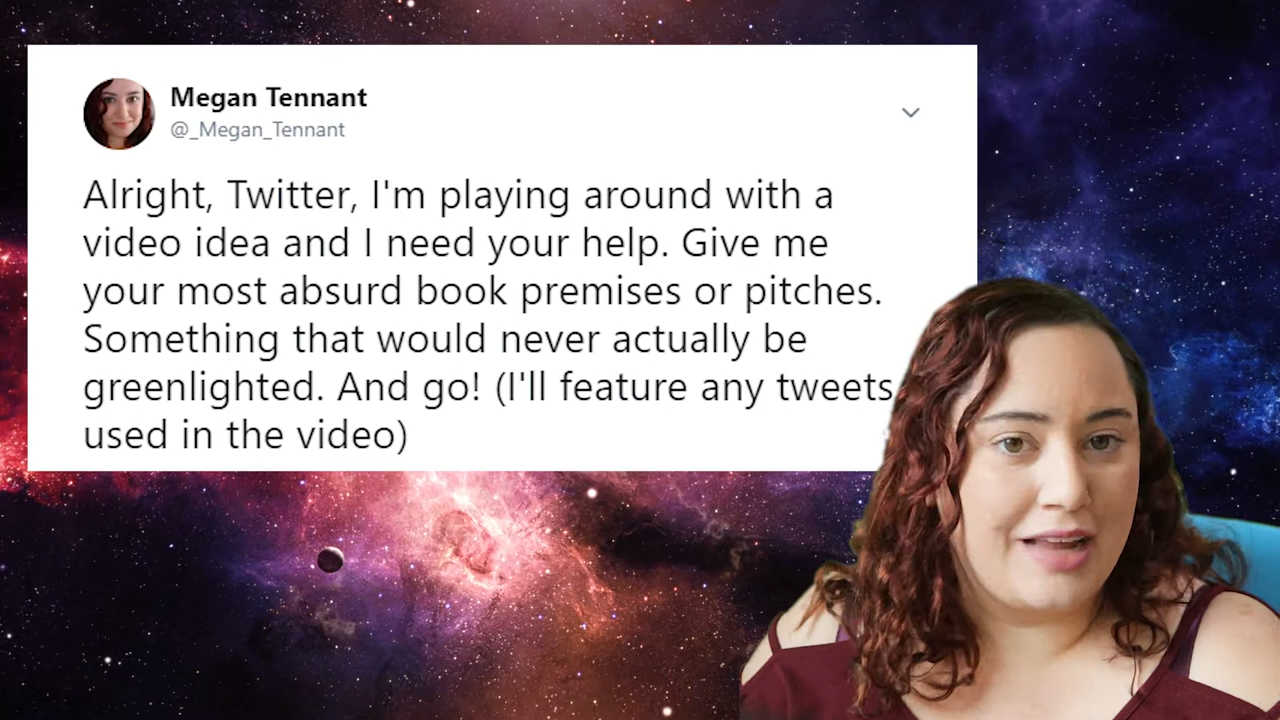 Megan Tennant
@_Megan_Tennant
Alright, Twitter, I'm playing around with a
video idea and I need your help. Give me
your most absurd book premises or pitches.
Something that would never actually be
greenlighted. And go! (I'll feature any tweets
used in the video)